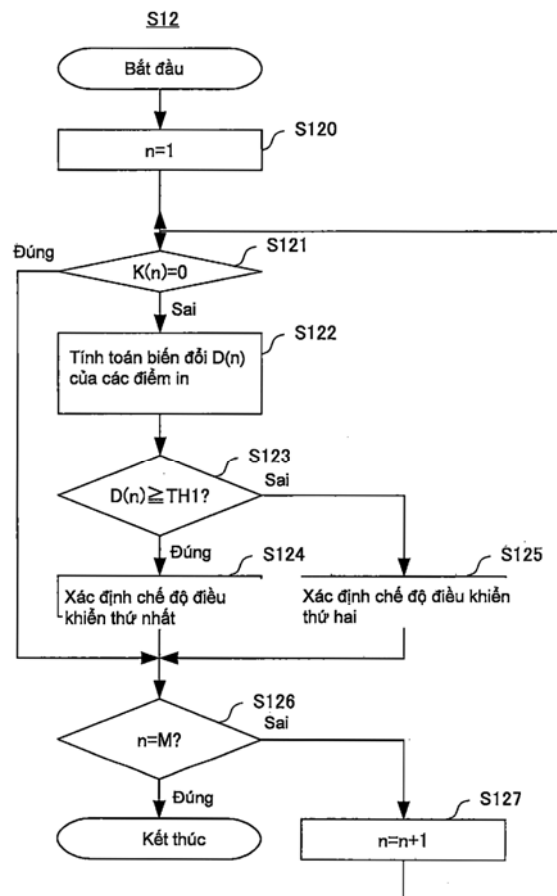 S12
Bắt đầu
S120
n=1
Đúng
S121
K(n)=0
Sai
S122
Tính toán biến đổi D(n)
của các điểm in
S123
Sai
D(n)≧TH1?
Đúng
S124
S125
Xác định chế độ điều
khiển thứ nhất
Xác định chế độ điều khiển
thứ hai
S126
Sai
n=M?
Đúng
S127
Kết thúc
n=n+1